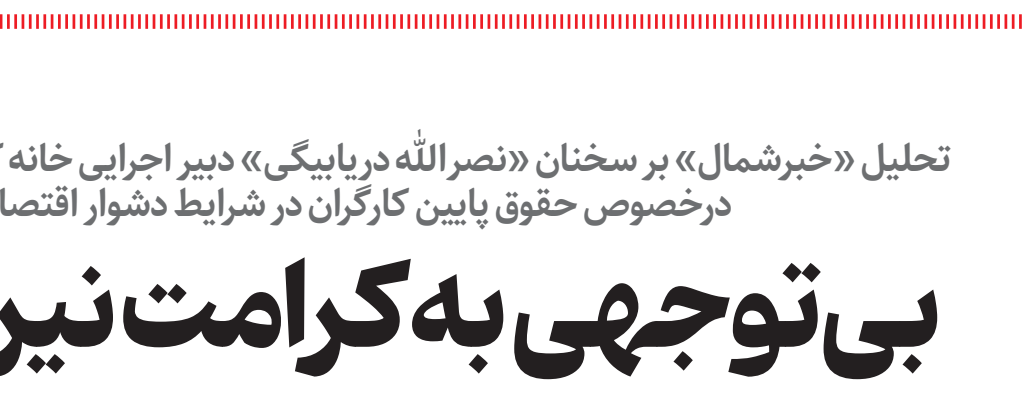 تحلیل «خبرشمال» بر سخنان «نصرالله دریابیگی» دبیر اجرایی خانه
درخصوص حقوق پایین کارگران در شرایط دشوار
بی‌توجهی به کرامت